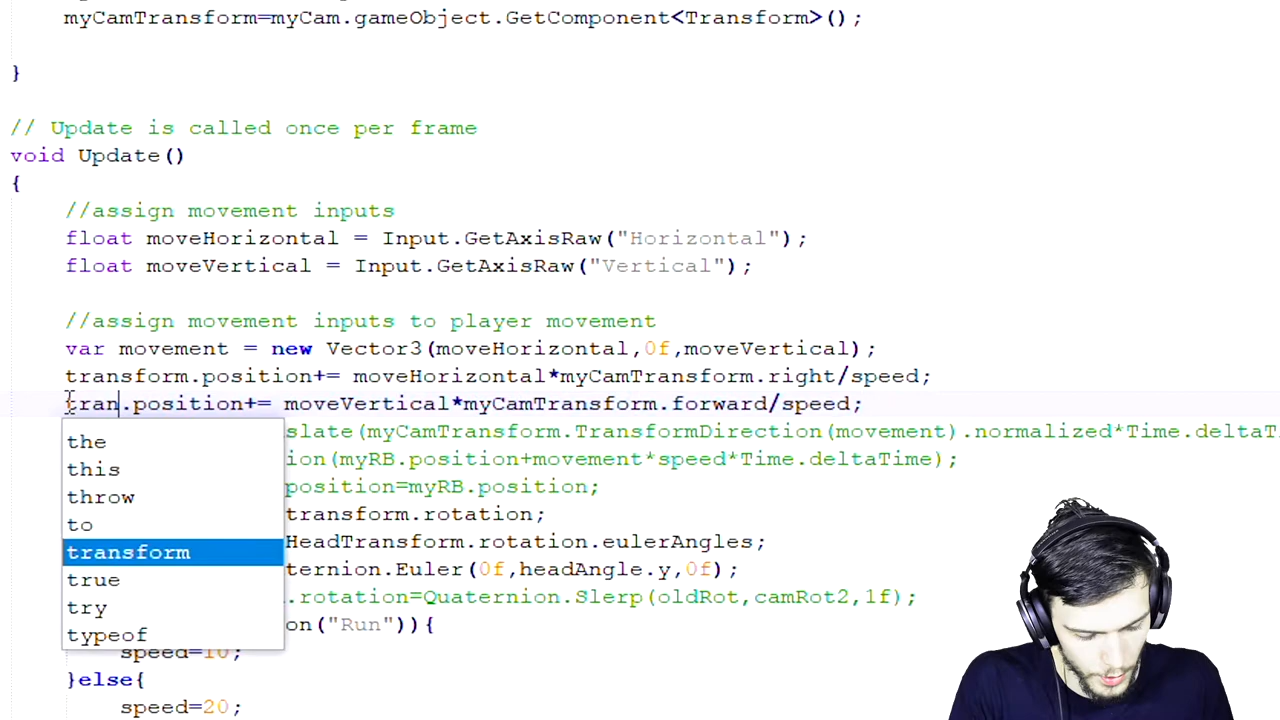 myCamTransform=myCam.gameObject.GetComponent<Transform>();
}
// Update is called once per frame
void Update()
{
//assign movement inputs
float moveHorizontal = Input.GetAxisRaw("Horizontal");
float moveVertical = Input.GetAxisRaw("Vertical");
//assign movement inputs to player movement
var movement = new Vector3(moveHorizontal,0f,moveVertical);
transform.position+= moveHorizontal*myCamTransform.right/speed;
tran.position+= moveVertical*myCamTransform.forward/speed;
slate(myCamTransform.TransformDirection(movement).normalized*Time.deltaT
the
ion(myRB.position+movement*speed*Time.deltaTime);
this
position=myRB.position;
throw
transform.rotation;
to
HeadTransform.rotation.eulerAngles;
transform
ternion.Euler(0f,headAngle.y,0f);
true
.rotation=Quaternion.Slerp(oldRot,camRot2,1f);
try
on("Run")){
typeof
speed=10;
}else{
speed=20;